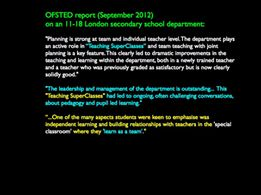 OFSTED report (September 2012)
on an 11-18 London secondary school department:
"Planning is strong at team and individual teacher level. The department plays
an active role in "Teaching SuperClasses" and team teaching with joint
planning is a key feature. This clearly led to dramatic improvements in the
teaching and learning within the department, both in a newly trained teacher
and a teacher who was previously graded as satisfactory but is now clearly
solidly good."
"The leadership and management of the department is outstanding... This
"Teaching SuperClasses" had led to ongoing, often challenging conversations,
about pedagogy and pupil led learning."
"...One of the many aspects students were keen to emphasise was
independent learning and building relationships with teachers in the 'special
classroom' where they 'learn as a team'."